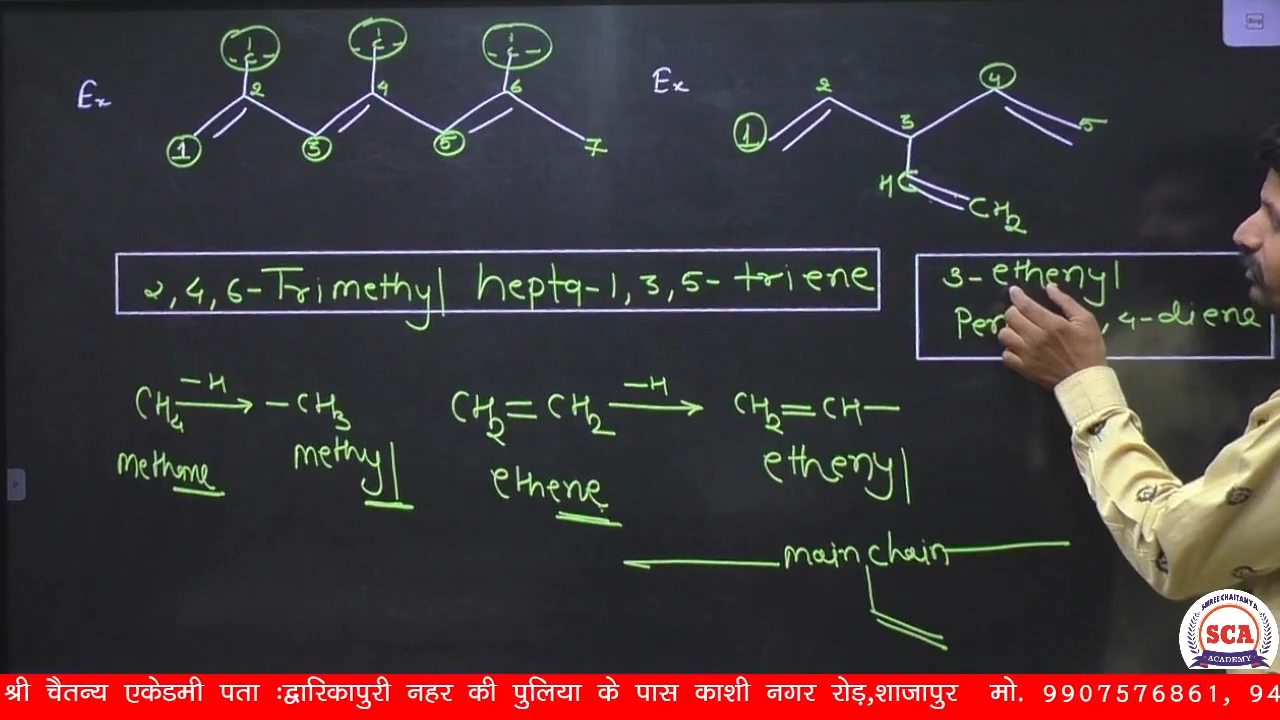 Ex
-C-
-C-
-C-
1 2 3 4 5 6 7
Ex
1 2 3 4 5
HC
CH2
2,4,6-Trimethyl hepta-1,3,5-triene
3-ethenyl
, 4-diene
CH4 -H -CH3
CH2=CH2 -H CH2=CH-
methane methyl
ethene ethenyl
main chain
SHREE CHAITANYA
SCA
ACADEMY
श्री चैतन्य एकेडमी पता :द्वारिकापुरी नहर की पुलिया के पास काशी नगर रोड़,शाजापुर मो. 9907576861, 94